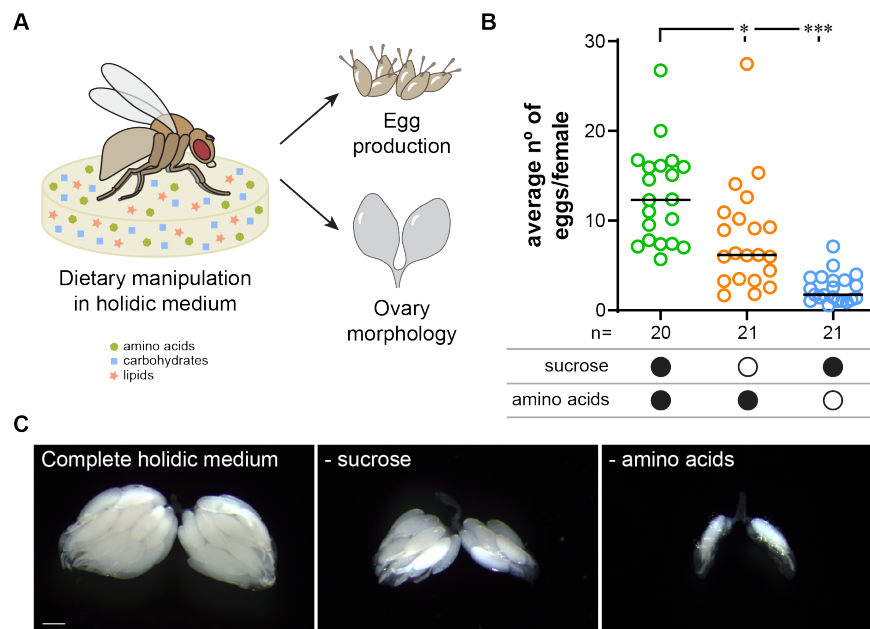 A
Egg
production
Dietary manipulation
in holidic medium
Ovary
morphology
amino acids
carbohydrates
lipids
B
* ***
average nº of
eggs/female
30
20
10
0
n= 20 21 21
sucrose
amino acids
C
Complete holidic medium
- sucrose
- amino acids